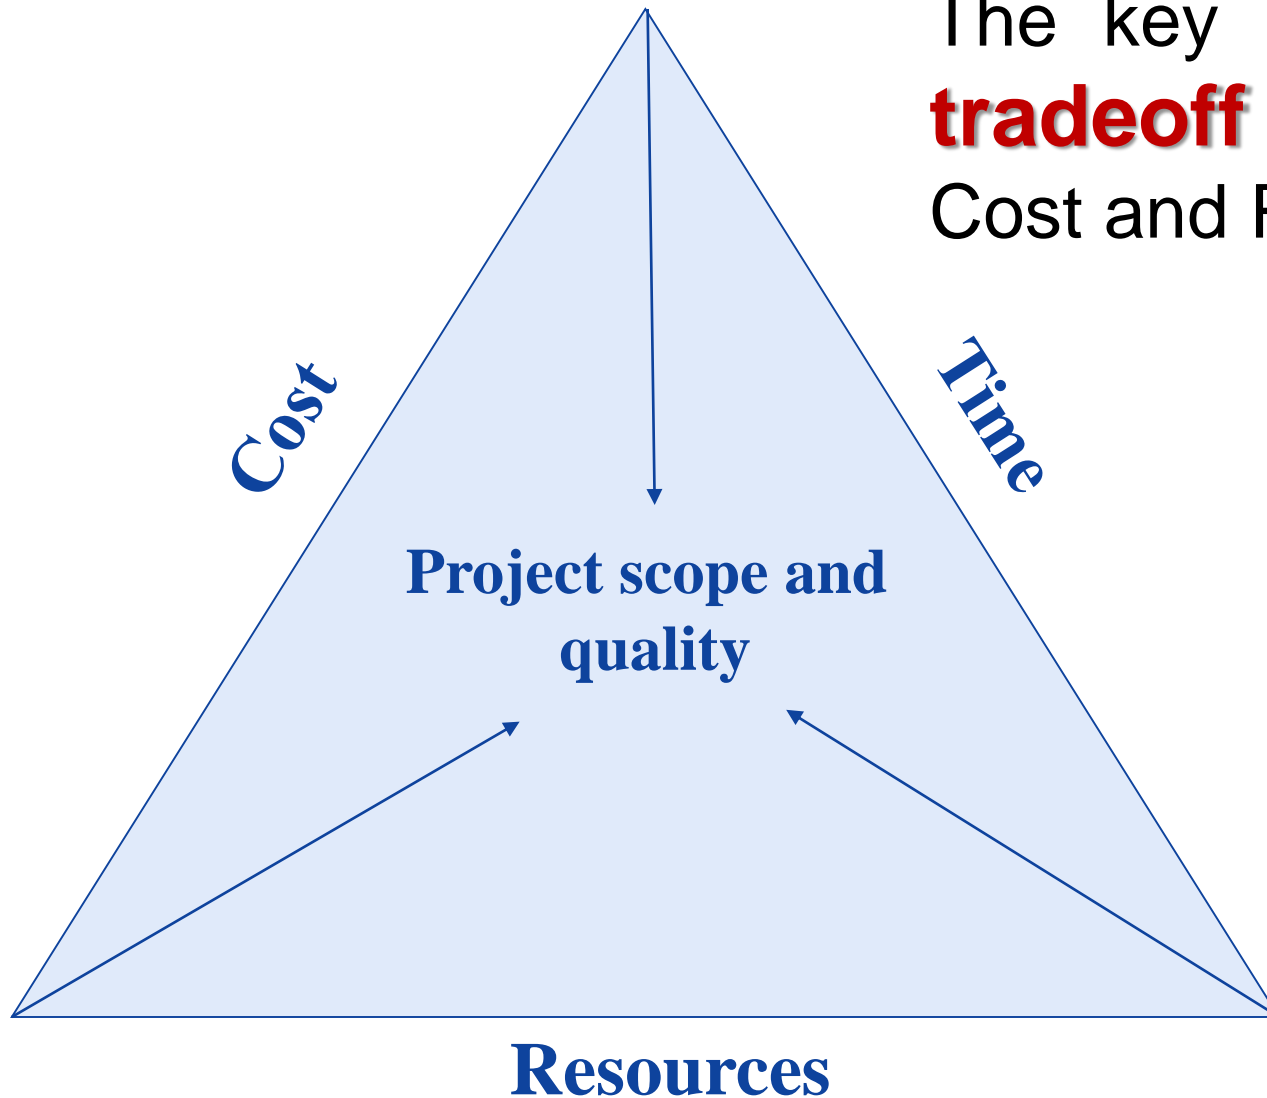 The key
tradeoff
Cost and
Cost
Time
Project scope and
quality
Resources